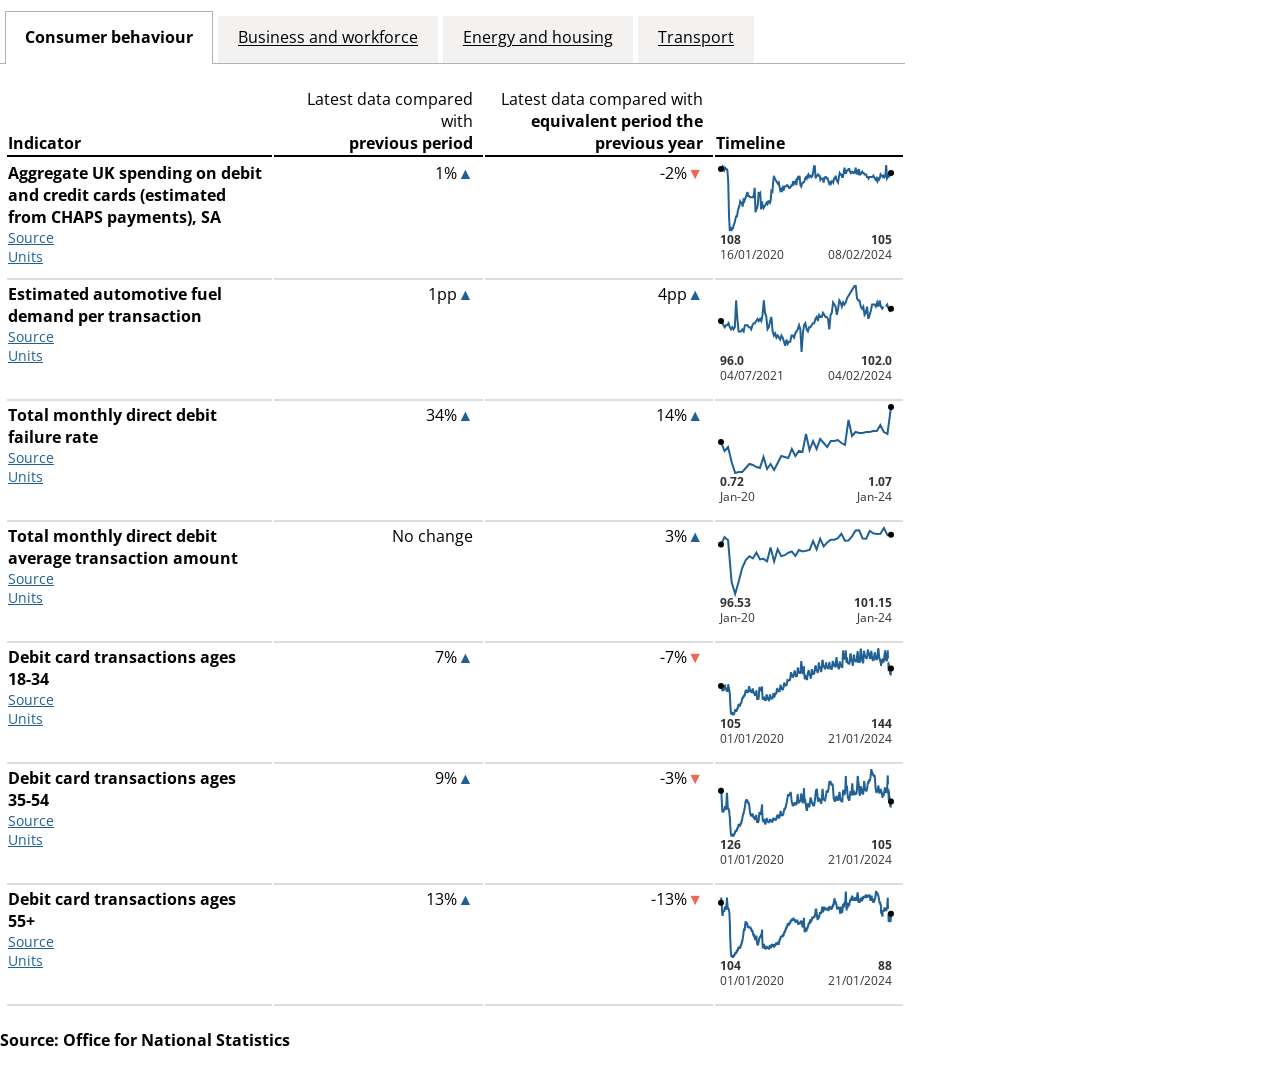 Consumer behaviour
Business and workforce
Energy and housing
Transport
Indicator
Latest data compared
with
previous period
Latest data compared with
equivalent period the
previous year
Timeline
Aggregate UK spending on debit
and credit cards (estimated
from CHAPS payments), SA
Source
Units
1%▲
-2%▼
108
16/01/2020
105
08/02/2024
Estimated automotive fuel
demand per transaction
Source
Units
1pp▲
4pp▲
96.0
04/07/2021
102.0
04/02/2024
Total monthly direct debit
failure rate
Source
Units
34%▲
14%▲
0.72
Jan-20
1.07
Jan-24
Total monthly direct debit
average transaction amount
Source
Units
No change
3%▲
96.53
Jan-20
101.15
Jan-24
Debit card transactions ages
18-34
Source
Units
7%▲
-7%▼
105
01/01/2020
144
21/01/2024
Debit card transactions ages
35-54
Source
Units
9%▲
-3%▼
126
01/01/2020
105
21/01/2024
Debit card transactions ages
55+
Source
Units
13%▲
-13%▼
104
01/01/2020
88
21/01/2024
Source: Office for National Statistics